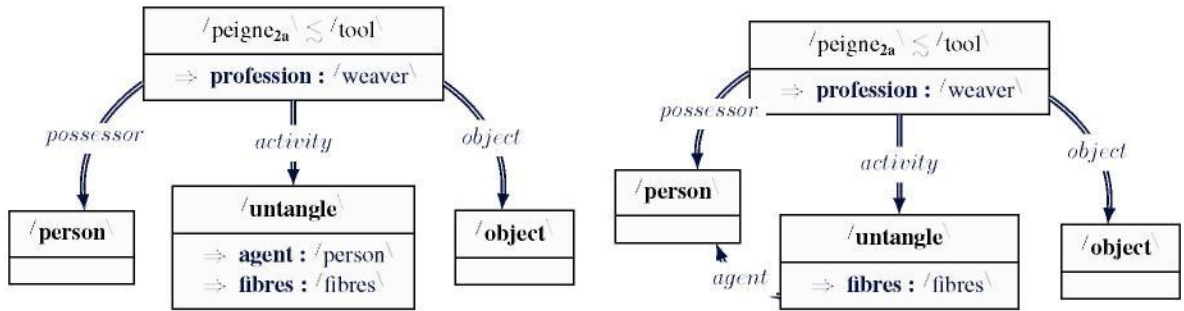 /peigne2a\ ≲ /tool\
⇒ profession : /weaver\
possessor
activity
object
/person\
/untangle\
⇒ agent : /person\
⇒ fibres : /fibres\
/object\
/peigne2a\ ≲ /tool\
⇒ profession : /weaver\
possessor
activity
object
/person\
/untangle\
⇒ fibres : /fibres\
agent
/object\